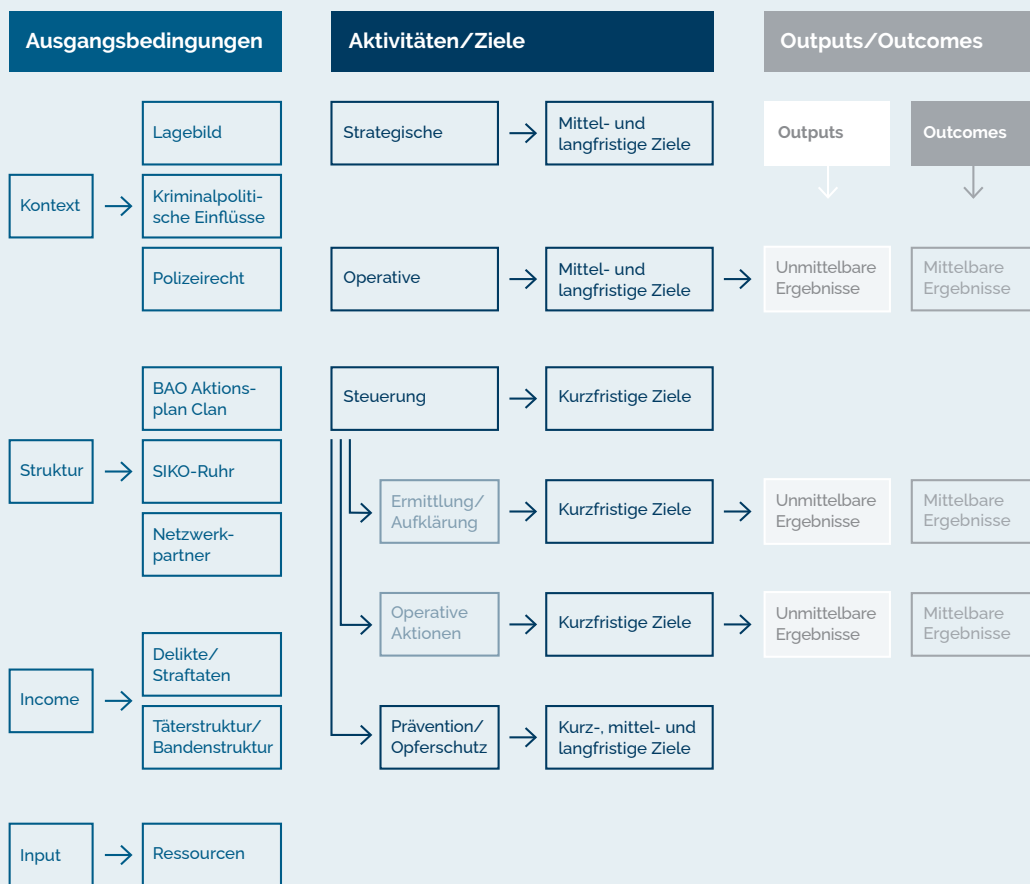 Ausgangsbedingungen
Aktivitäten/Ziele
Outputs/Outcomes
Kontext
Lagebild
Kriminalpoliti-
sche Einflüsse
Polizeirecht
Struktur
BAO Aktions-
plan Clan
SIKO-Ruhr
Netzwerk-
partner
Income
Delikte/
Straftaten
Täterstruktur/
Bandenstruktur
Input
Ressourcen
Strategische
Mittel- und
langfristige Ziele
Operative
Mittel- und
langfristige Ziele
Steuerung
Kurzfristige Ziele
Ermittlung/
Aufklärung
Kurzfristige Ziele
Operative
Aktionen
Kurzfristige Ziele
Prävention/
Opferschutz
Kurz-, mittel- und
langfristige Ziele
Outputs
Outcomes
Unmittelbare
Ergebnisse
Mittelbare
Ergebnisse
Unmittelbare
Ergebnisse
Mittelbare
Ergebnisse
Unmittelbare
Ergebnisse
Mittelbare
Ergebnisse